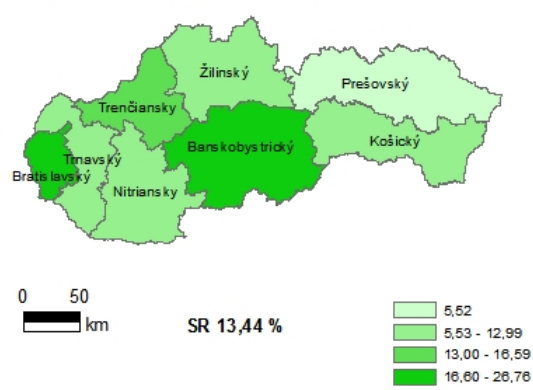 Žilinský
Prešovský
Trenčiansky
Košický
Banskobystrický
Trnavský
Bratislavský
Nitriansky
0 50
km
SR 13,44 %
5,52
5,53 - 12,99
13,00 - 16,59
16,60 - 26,76